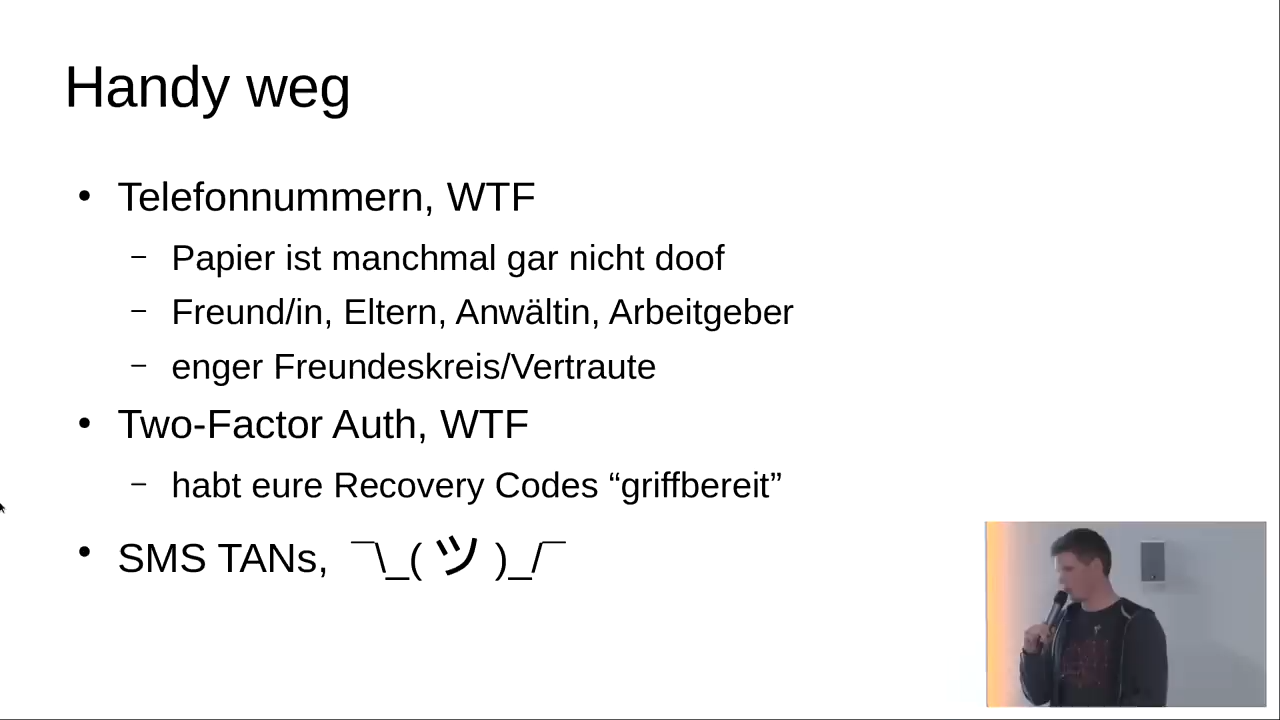 Handy weg
• Telefonnummern, WTF
– Papier ist manchmal gar nicht doof
– Freund/in, Eltern, Anwältin, Arbeitgeber
– enger Freundeskreis/Vertraute
• Two-Factor Auth, WTF
– habt eure Recovery Codes “griffbereit”
• SMS TANs, ¯\_( ツ )_/¯